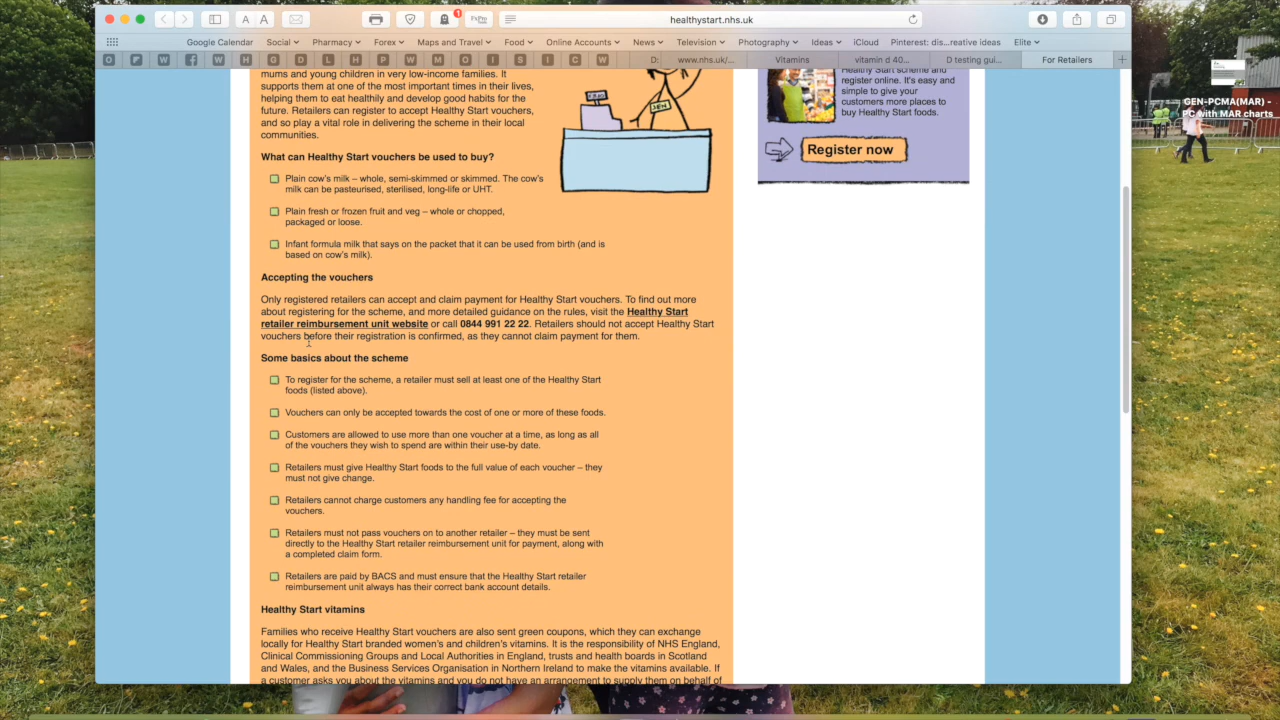 healthystart.nhs.uk
A A
1
FxPro
Google Calendar Social Pharmacy Forex Maps and Travel Food Online Accounts News Television Photography Ideas iCloud Pinterest: dis...reative ideas Elite
O W W H G D L H P W M O I S I C W D: www.nhs.uk/... Vitamins vitamin d 40... D testing gui... For Retailers
mums and young children in very low-income families. It
supports them at one of the most important times in their lives,
helping them to eat healthily and develop good habits for the
future. Retailers can register to accept Healthy Start vouchers,
and so play a vital role in delivering the scheme in their local
communities.
JEN
What can Healthy Start vouchers be used to buy?
Plain cow's milk – whole, semi-skimmed or skimmed. The cow's
milk can be pasteurised, sterilised, long-life or UHT.
Plain fresh or frozen fruit and veg – whole or chopped,
packaged or loose.
Infant formula milk that says on the packet that it can be used from birth (and is
based on cow's milk).
Accepting the vouchers
Only registered retailers can accept and claim payment for Healthy Start vouchers. To find out more
about registering for the scheme, and more detailed guidance on the rules, visit the Healthy Start
retailer reimbursement unit website or call 0844 991 22 22. Retailers should not accept Healthy Start
vouchers before their registration is confirmed, as they cannot claim payment for them.
Some basics about the scheme
To register for the scheme, a retailer must sell at least one of the Healthy Start
foods (listed above).
Vouchers can only be accepted towards the cost of one or more of these foods.
Customers are allowed to use more than one voucher at a time, as long as all
of the vouchers they wish to spend are within their use-by date.
Retailers must give Healthy Start foods to the full value of each voucher – they
must not give change.
Retailers cannot charge customers any handling fee for accepting the
vouchers.
Retailers must not pass vouchers on to another retailer – they must be sent
directly to the Healthy Start retailer reimbursement unit for payment, along with
a completed claim form.
Retailers are paid by BACS and must ensure that the Healthy Start retailer
reimbursement unit always has their correct bank account details.
Healthy Start vitamins
Families who receive Healthy Start vouchers are also sent green coupons, which they can exchange
locally for Healthy Start branded women's and children's vitamins. It is the responsibility of NHS England,
Clinical Commissioning Groups and Local Authorities in England, trusts and health boards in Scotland
and Wales, and the Business Services Organisation in Northern Ireland to make the vitamins available. If
a customer asks you about the vitamins and you do not have an arrangement to supply them on behalf of
Healthy Start scheme and
register online. It's easy and
simple to give your
customers more places to
buy Healthy Start foods.
Register now
GEN-PCMA(MAR) -
PC with MAR charts